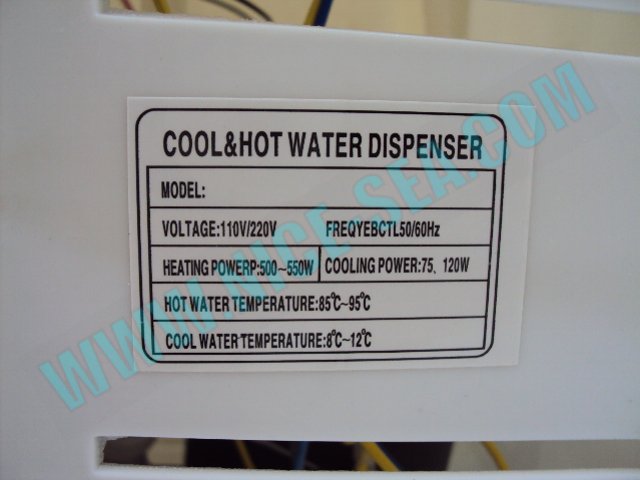 COOL&HOT WATER DISPENSER
MODEL:
VOLTAGE:110V/220V FREQYEBCTL50/60Hz
HEATING POWERP:500~550W COOLING POWER:75、120W
HOT WATER TEMPERATURE:85℃~95℃
COOL WATER TEMPERATURE:8℃~12℃
WWW.NICE-SEA.COM